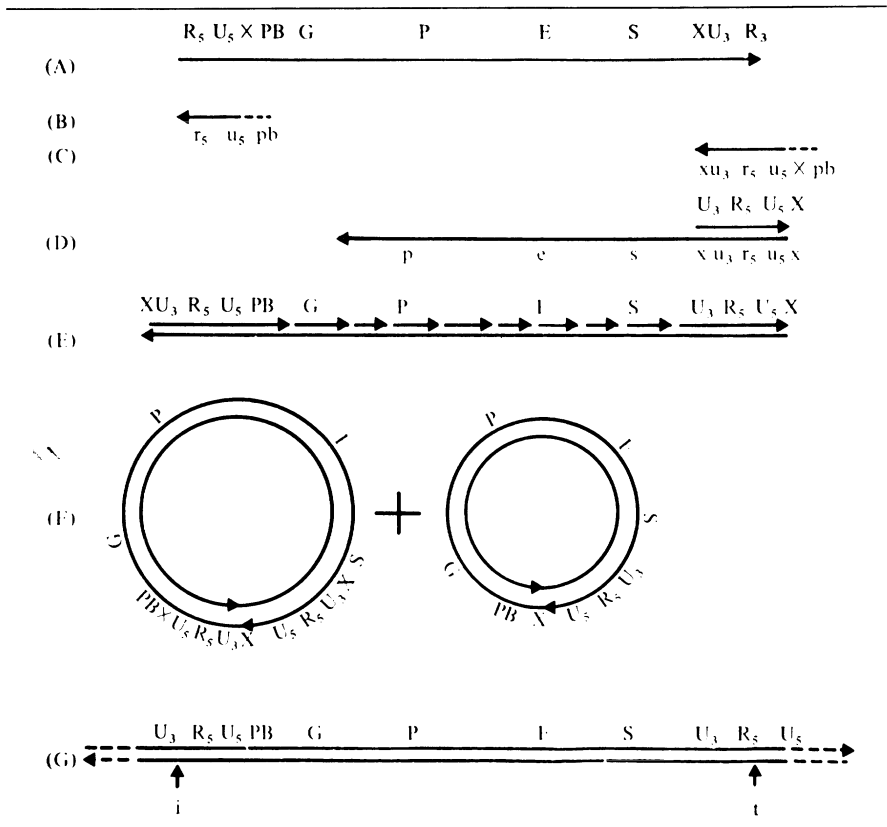 R₅ U₅ X PB G P E S XU₃ R₃
(A)
(B)
r₅ u₅ pb
(C)
xu₃ r₅ u₅ X pb
U₃ R₅ U₅ X
(D)
p e s x u₃ r₅ u₅ x
XU₃ R₅ U₅ PB G P S U₃ R₅ U₅ X
(E)
P P
(F) + S
G S G
PB X U₅ R₅ U₃ X U₅ R₅ U₃ X PB X U₅ R₅ U₃
U₃ R₅ U₅ PB G P S U₃ R₅ U₅
(G)
i t